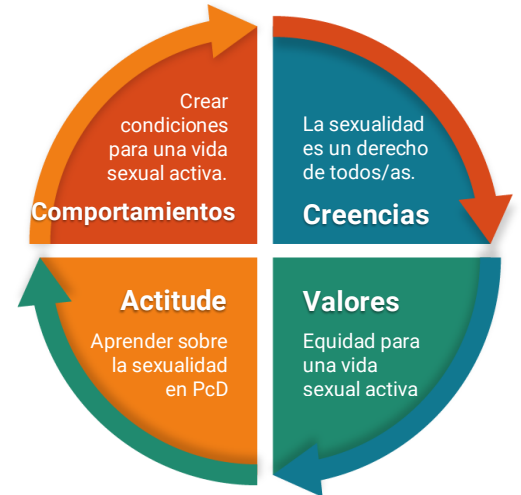 Crear
condiciones
para una vida
sexual activa.
Comportamientos
La sexualidad
es un derecho
de todos/as.
Creencias
Actitude
Aprender sobre
la sexualidad
en PcD
Valores
Equidad para
una vida
sexual activa